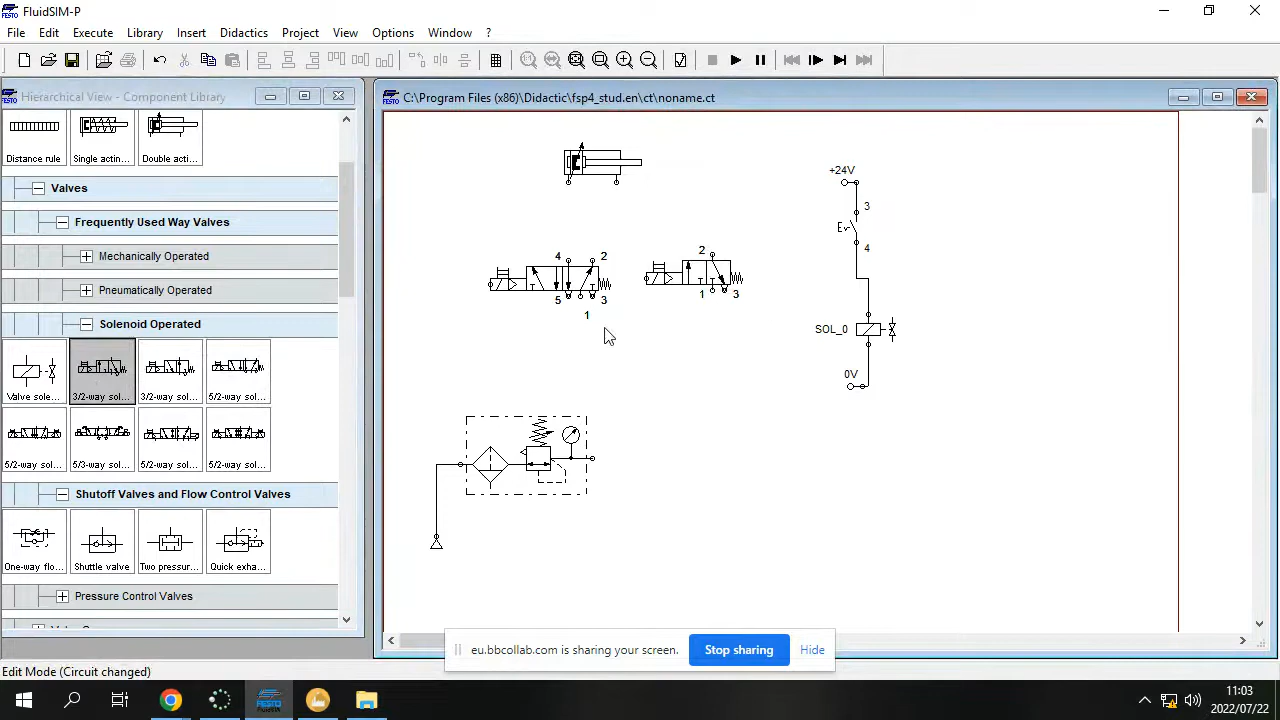 FluidSIM-P
FESTO
File Edit Execute Library Insert Didactics Project View Options Window ?
Hierarchical View - Component Library
Distance rule Single actin... Double acti...
Valves
Frequently Used Way Valves
Mechanically Operated
Pneumatically Operated
Solenoid Operated
Valve sole... 3/2-way sol... 3/2-way sol... 5/2-way sol...
5/2-way sol... 5/3-way sol... 5/2-way sol... 5/2-way sol...
Shutoff Valves and Flow Control Valves
One-way flo... Shuttle valve Two pressur... Quick exha...
Pressure Control Valves
C:\Program Files (x86)\Didactic\fsp4_stud.en\ct\noname.ct
4 2
5 3
1
2
1 3
+24V
3
4
SOL_0
0V
eu.bbcollab.com is sharing your screen. Stop sharing Hide
Edit Mode (Circuit changed)
11:03
2022/07/22